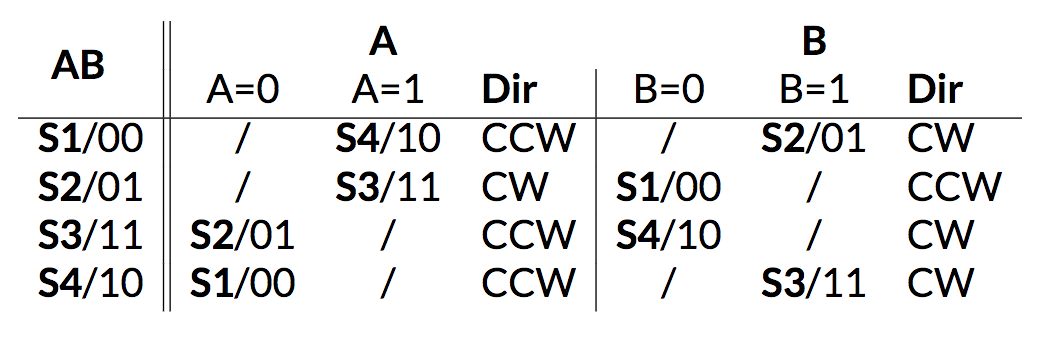 AB A B
A=0 A=1 Dir B=0 B=1 Dir
S1/00 / S4/10 CCW / S2/01 CW
S2/01 / S3/11 CW S1/00 / CCW
S3/11 S2/01 / CCW S4/10 / CW
S4/10 S1/00 / CCW / S3/11 CW